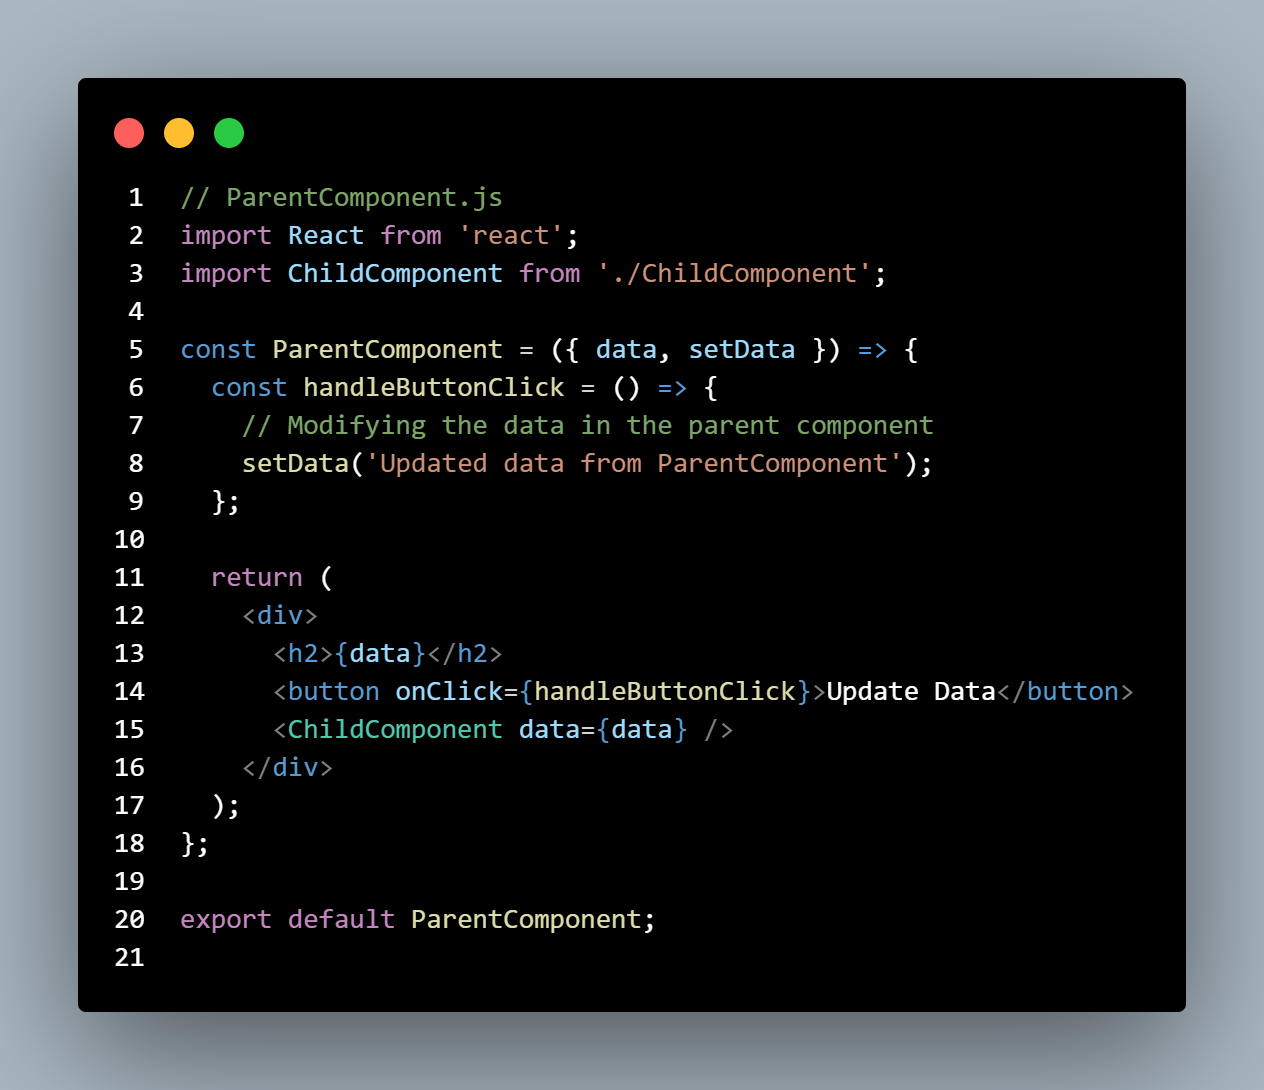 1 // ParentComponent.js
2 import React from 'react';
3 import ChildComponent from './ChildComponent';
4
5 const ParentComponent = ({ data, setData }) => {
6   const handleButtonClick = () => {
7     // Modifying the data in the parent component
8     setData('Updated data from ParentComponent');
9   };
10
11   return (
12     <div>
13       <h2>{data}</h2>
14       <button onClick={handleButtonClick}>Update Data</button>
15       <ChildComponent data={data} />
16     </div>
17   );
18 };
19
20 export default ParentComponent;
21